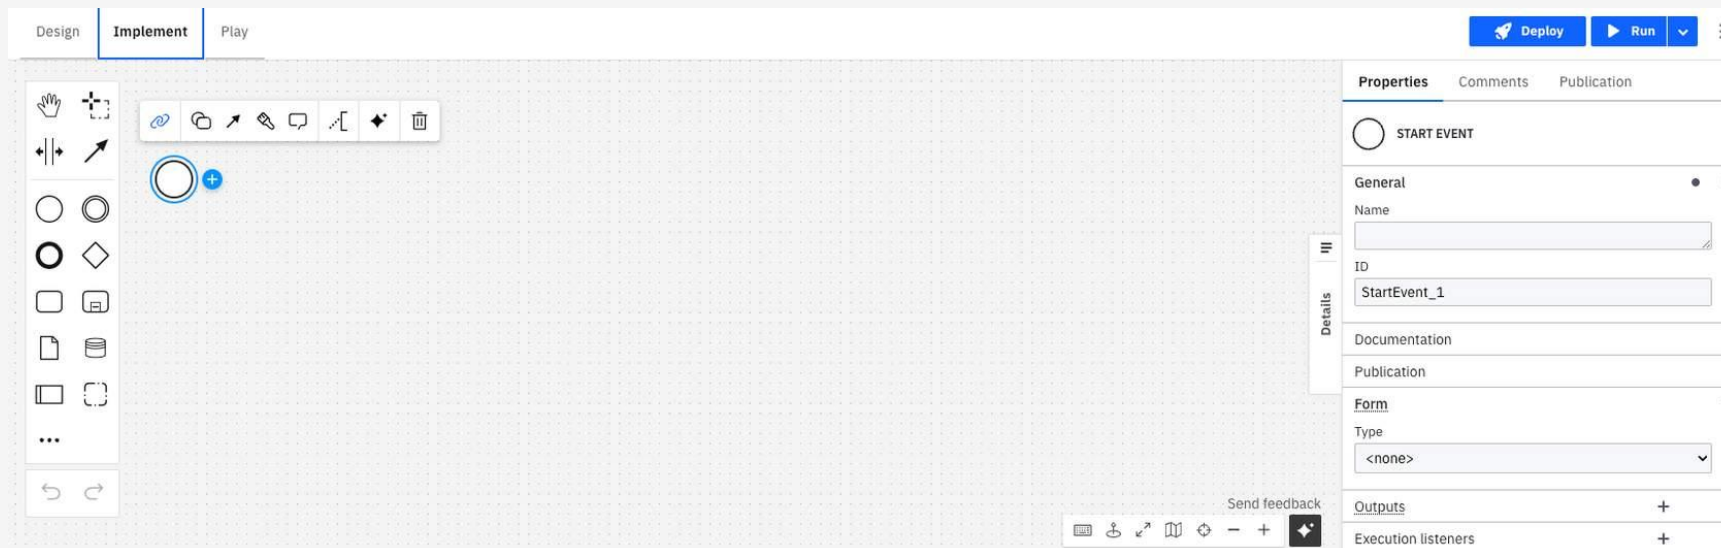 Design Implement Play Deploy Run
Properties Comments Publication
START EVENT
General
Name
ID
StartEvent_1
Details
Documentation
Publication
Form
Type
<none>
Send feedback
Outputs
Execution listeners